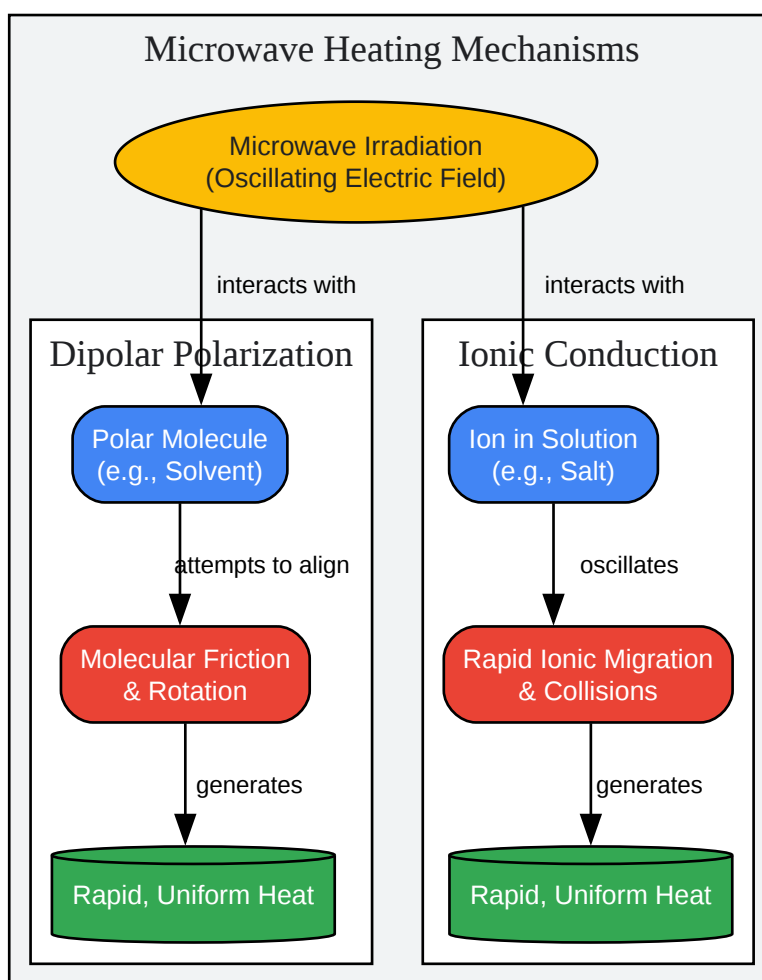 Microwave Heating Mechanisms
Microwave Irradiation
(Oscillating Electric Field)
interacts with
interacts with
Dipolar Polarization
Polar Molecule
(e.g., Solvent)
attempts to align
Molecular Friction
& Rotation
generates
Rapid, Uniform Heat
Ionic Conduction
Ion in Solution
(e.g., Salt)
oscillates
Rapid Ionic Migration
& Collisions
generates
Rapid, Uniform Heat